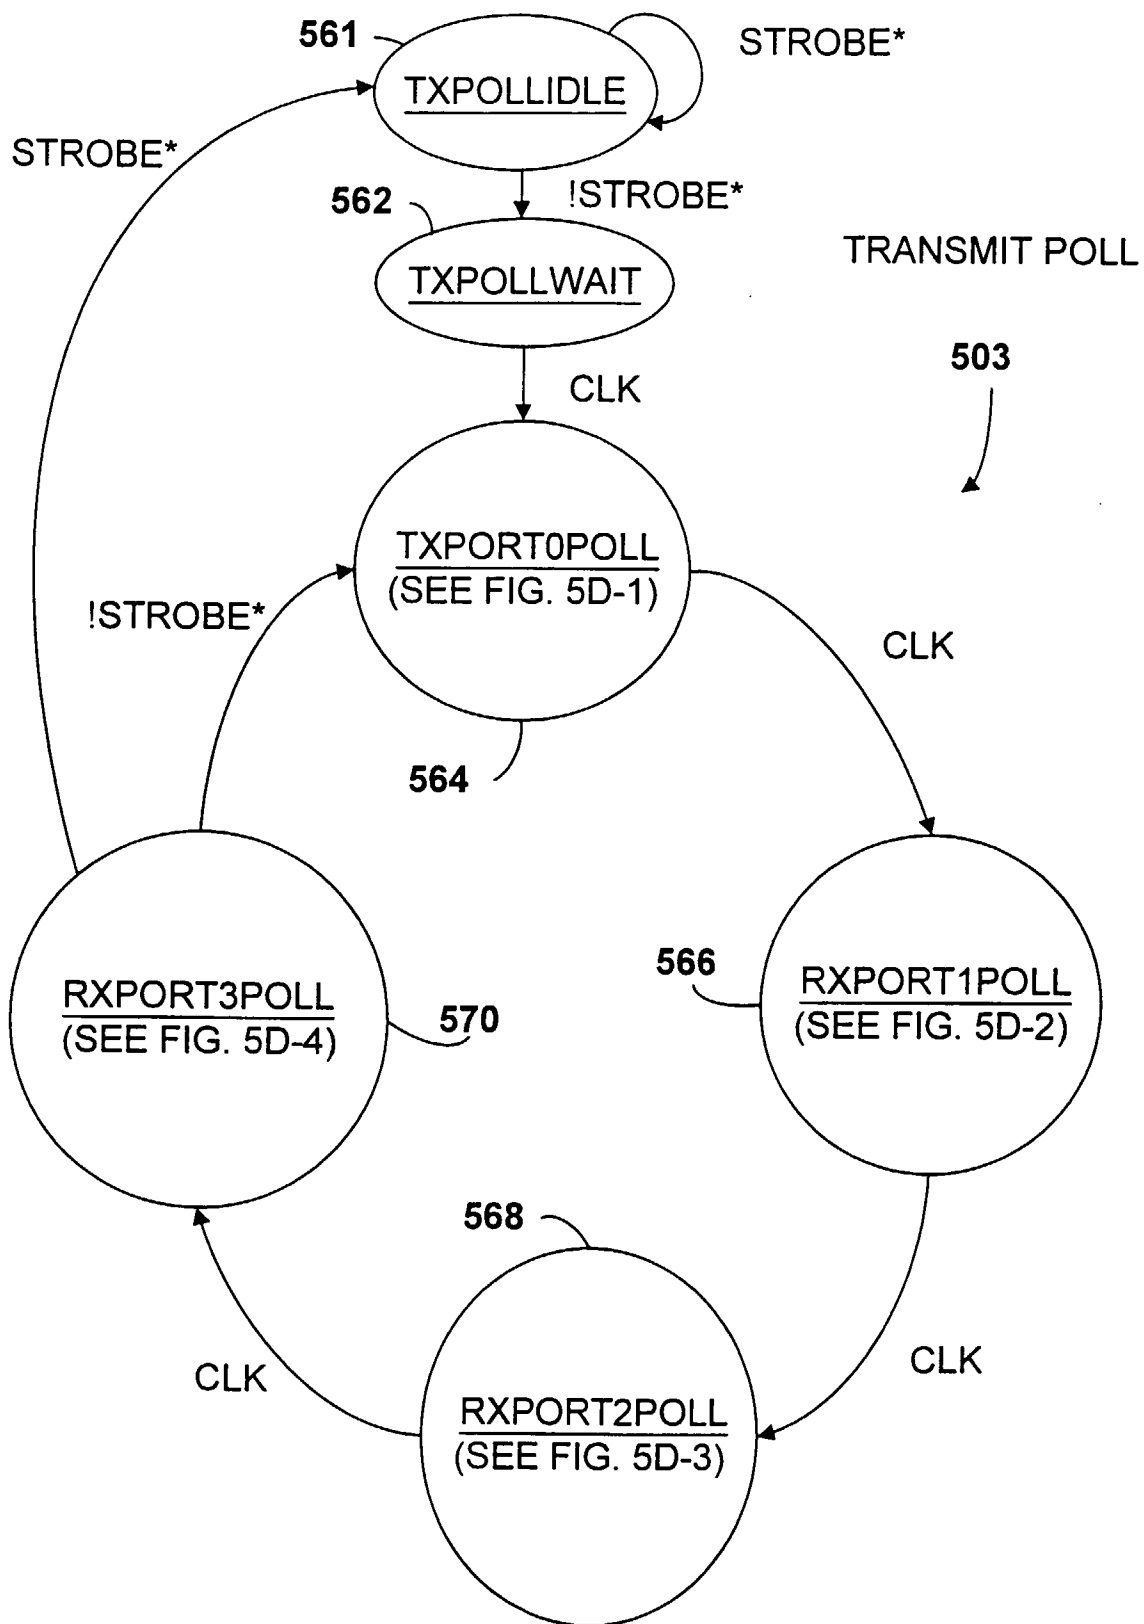 561
STROBE*
TXPOLLIDLE
STROBE*
!STROBE*
562
TRANSMIT POLL
TXPOLLWAIT
503
CLK
TXPORT0POLL
(SEE FIG. 5D-1)
!STROBE*
CLK
564
566
RXPORT1POLL
(SEE FIG. 5D-2)
RXPORT3POLL
(SEE FIG. 5D-4)
570
568
CLK
CLK
RXPORT2POLL
(SEE FIG. 5D-3)